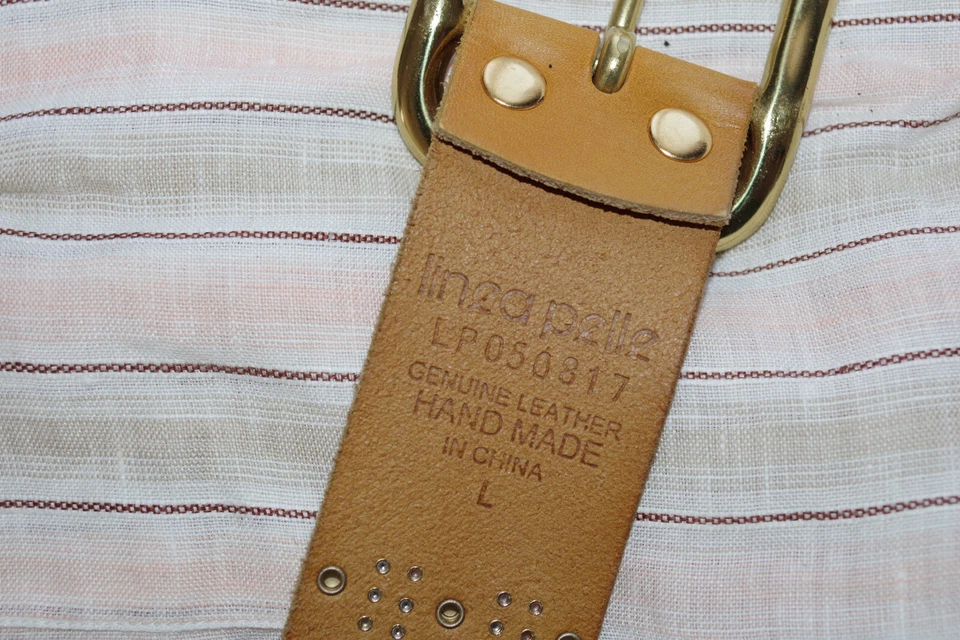 linea pelle
LP050817
GENUINE LEATHER
HAND MADE
IN CHINA
L